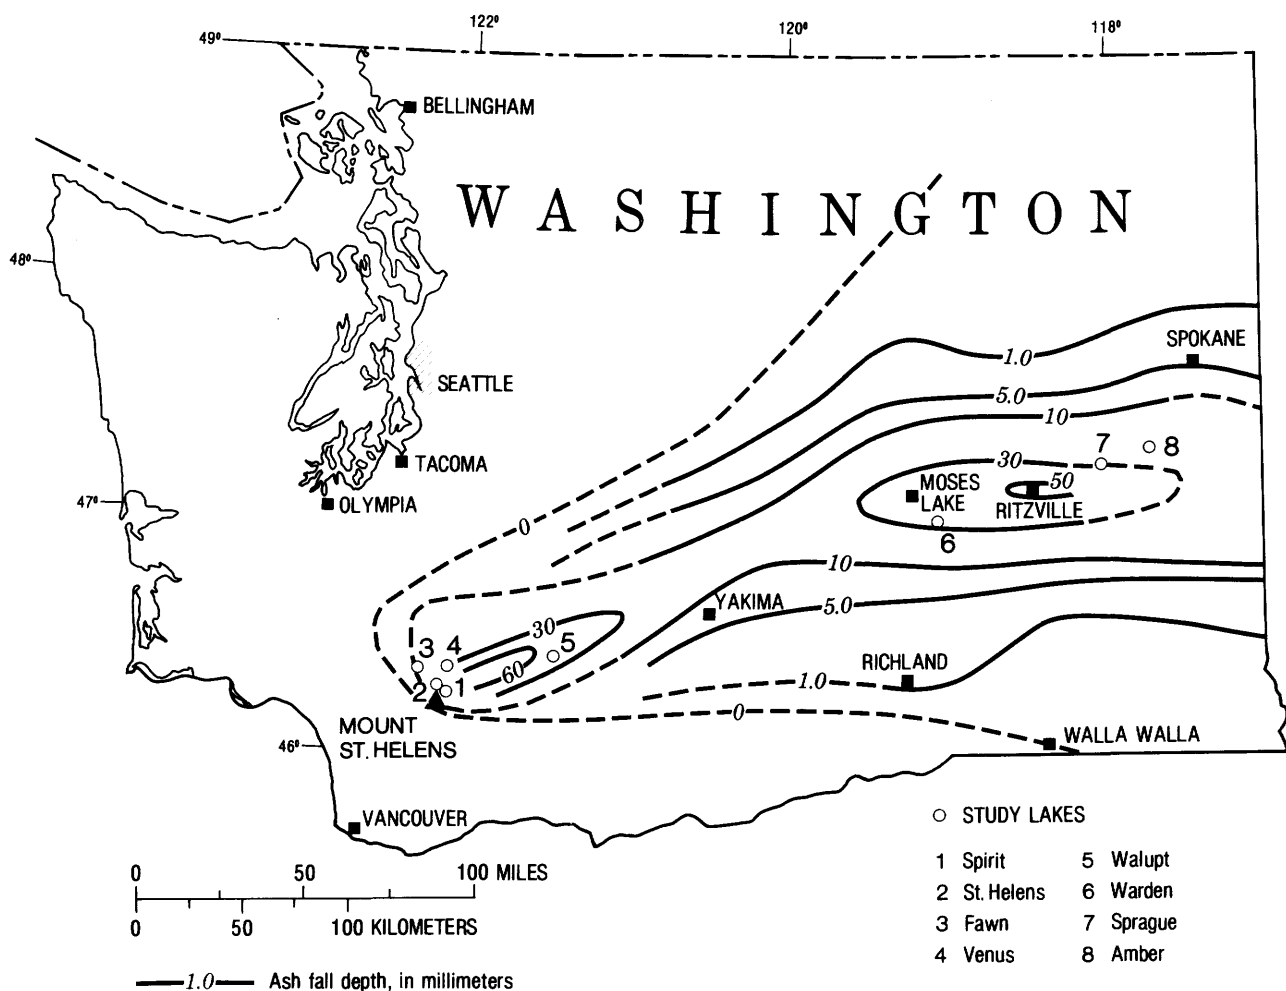 122° 120° 118°
49°
BELLINGHAM
WASHINGTON
48°
SPOKANE
1.0
SEATTLE
5.0
10
7 8
TACOMA
30
MOSES
LAKE
50
47°
OLYMPIA
RITZVILLE
0
6
10
YAKIMA
5.0
30
3 4 5
60
RICHLAND
2 1
1.0
0
MOUNT
ST. HELENS
WALLA WALLA
46°
VANCOUVER
STUDY LAKES
1 Spirit 5 Walupt
2 St. Helens 6 Warden
3 Fawn 7 Sprague
4 Venus 8 Amber
0 50 100 MILES
0 50 100 KILOMETERS
1.0 Ash fall depth, in millimeters